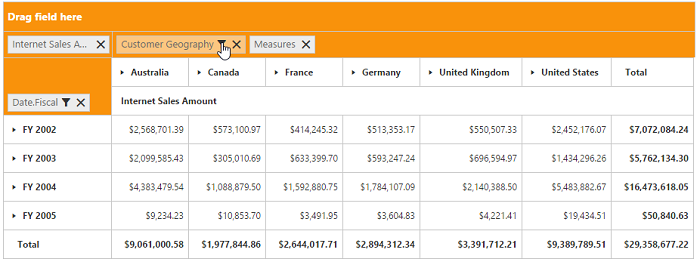 Drag field here
Internet Sales A... Customer Geography Measures
Australia Canada France Germany United Kingdom United States Total
Date.Fiscal Internet Sales Amount
FY 2002 $2,568,701.39 $573,100.97 $414,245.32 $513,353.17 $550,507.33 $2,452,176.07 $7,072,084.24
FY 2003 $2,099,585.43 $305,010.69 $633,399.70 $593,247.24 $696,594.97 $1,434,296.26 $5,762,134.30
FY 2004 $4,383,479.54 $1,088,879.50 $1,592,880.75 $1,784,107.09 $2,140,388.50 $5,483,882.67 $16,473,618.05
FY 2005 $9,234.23 $10,853.70 $3,491.95 $3,604.83 $4,221.41 $19,434.51 $50,840.63
Total $9,061,000.58 $1,977,844.86 $2,644,017.71 $2,894,312.34 $3,391,712.21 $9,389,789.51 $29,358,677.22